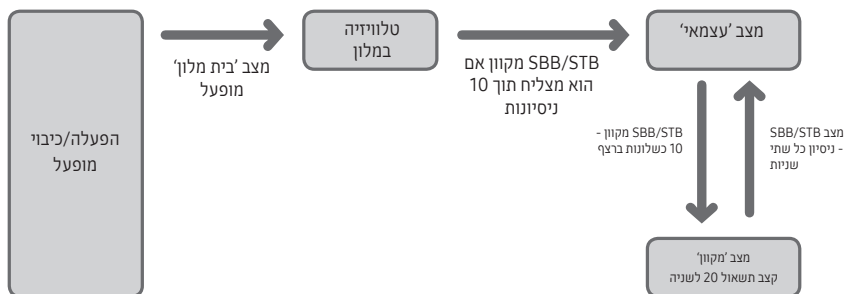 הפעלה/כיבוי
מופעל
מצב 'בית מלון'
מופעל
טלוויזיה
במלון
SBB/STB מקוון אם
הוא מצליח תוך 10
ניסיונות
מצב 'עצמאי'
SBB/STB מקוון -
10 כשלונות ברצף
מצב SBB/STB
- ניסיון כל שתי
שניות
מצב 'מקוון'
קצב תשאול 20 לשניה